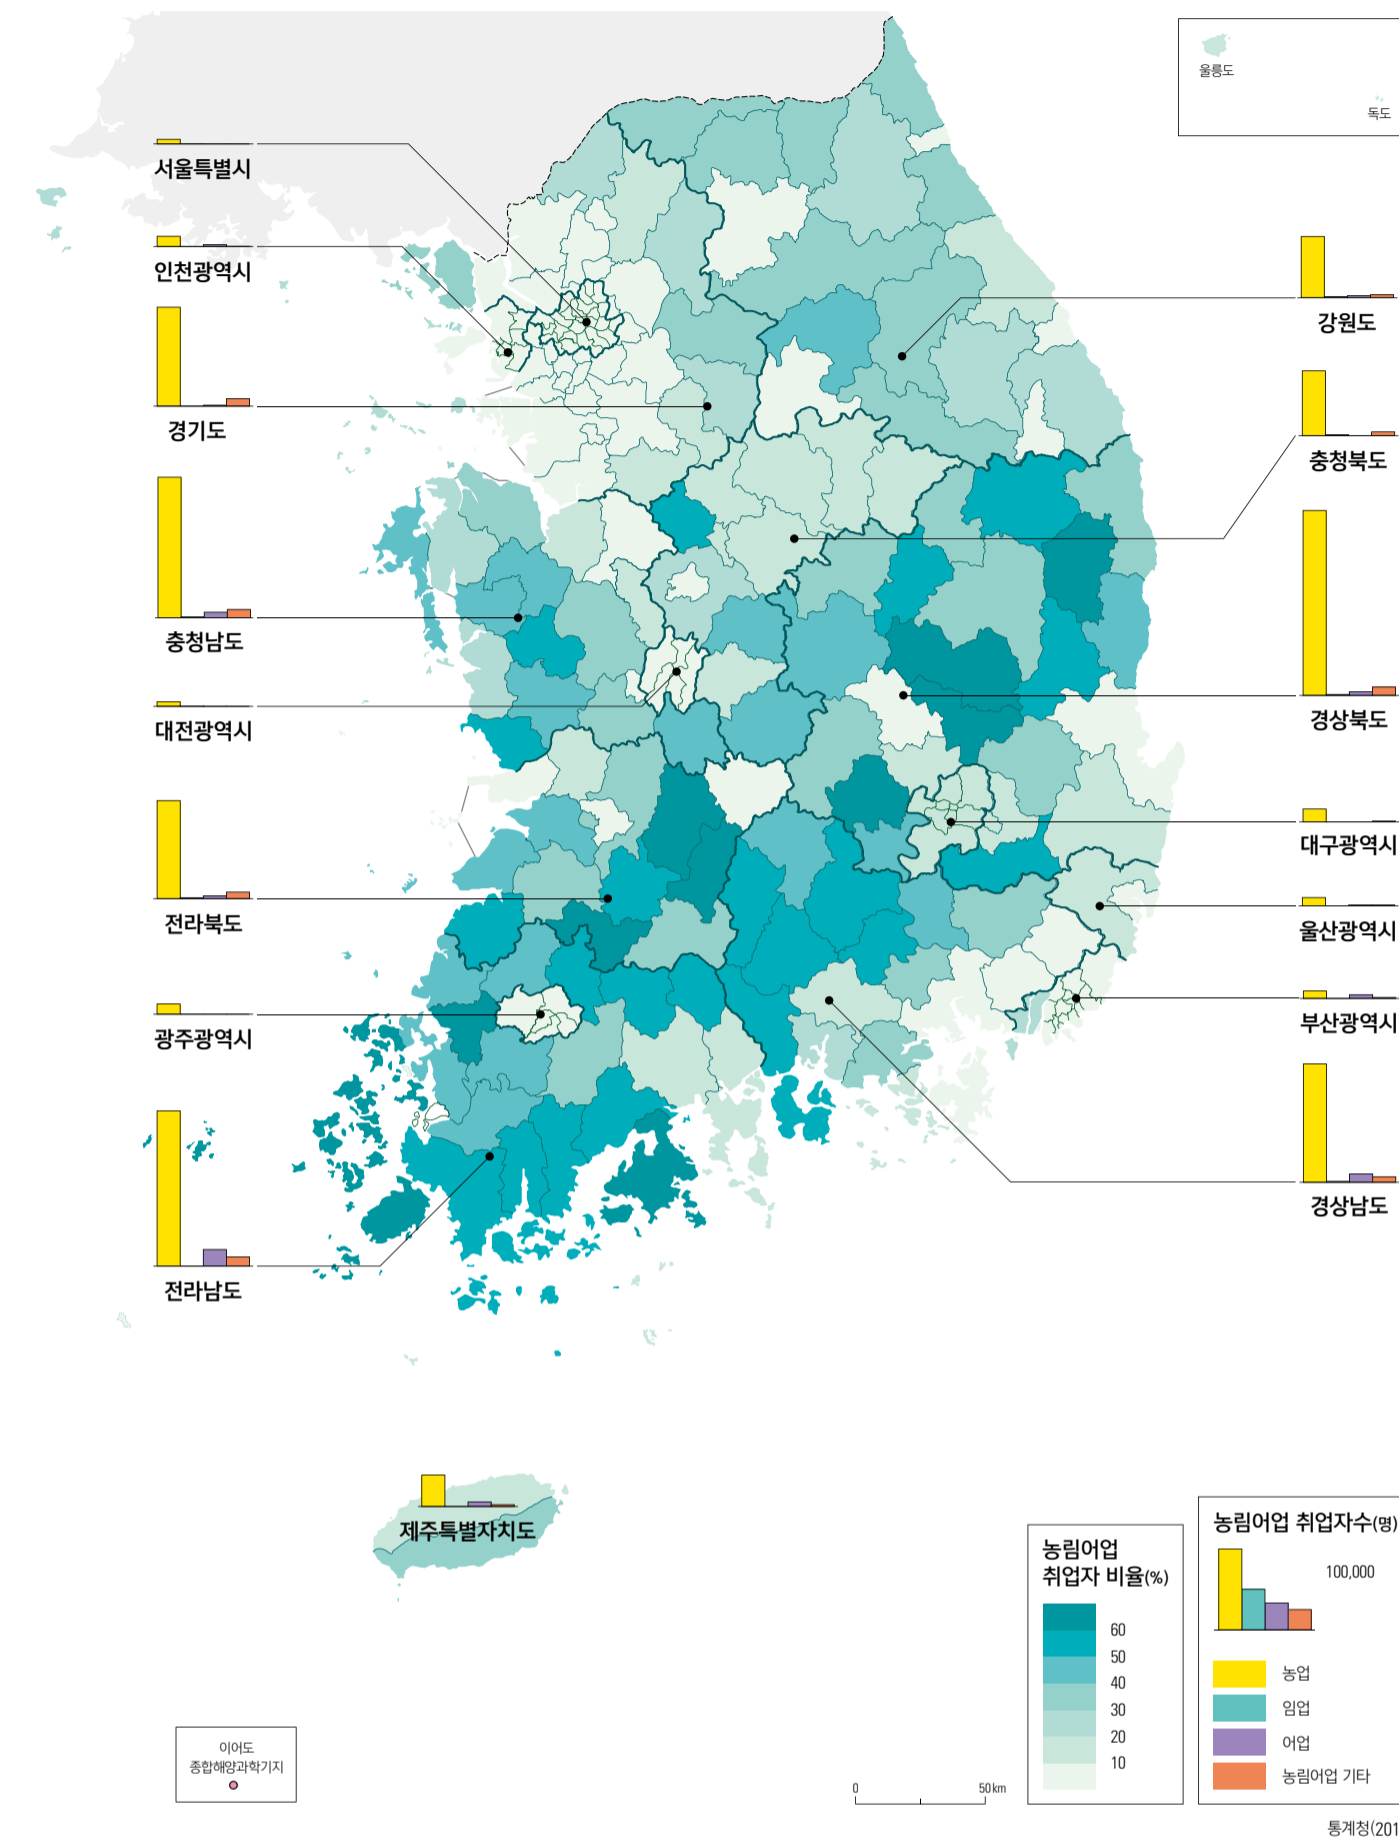 울릉도
독도
서울특별시
인천광역시
경기도
충청남도
대전광역시
전라북도
광주광역시
전라남도
강원도
충청북도
경상북도
대구광역시
울산광역시
부산광역시
경상남도
제주특별자치도
이어도
종합해양과학기지
0 50km
농림어업
취업자 비율(%)
60
50
40
30
20
10
농림어업 취업자수(명)
100,000
농업
임업
어업
농림어업 기타
통계청(201